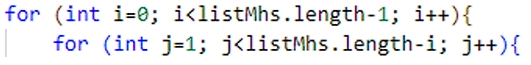 for (int i=0; i<listMhs.length-1; i++){
    for (int j=1; j<listMhs.length-i; j++){